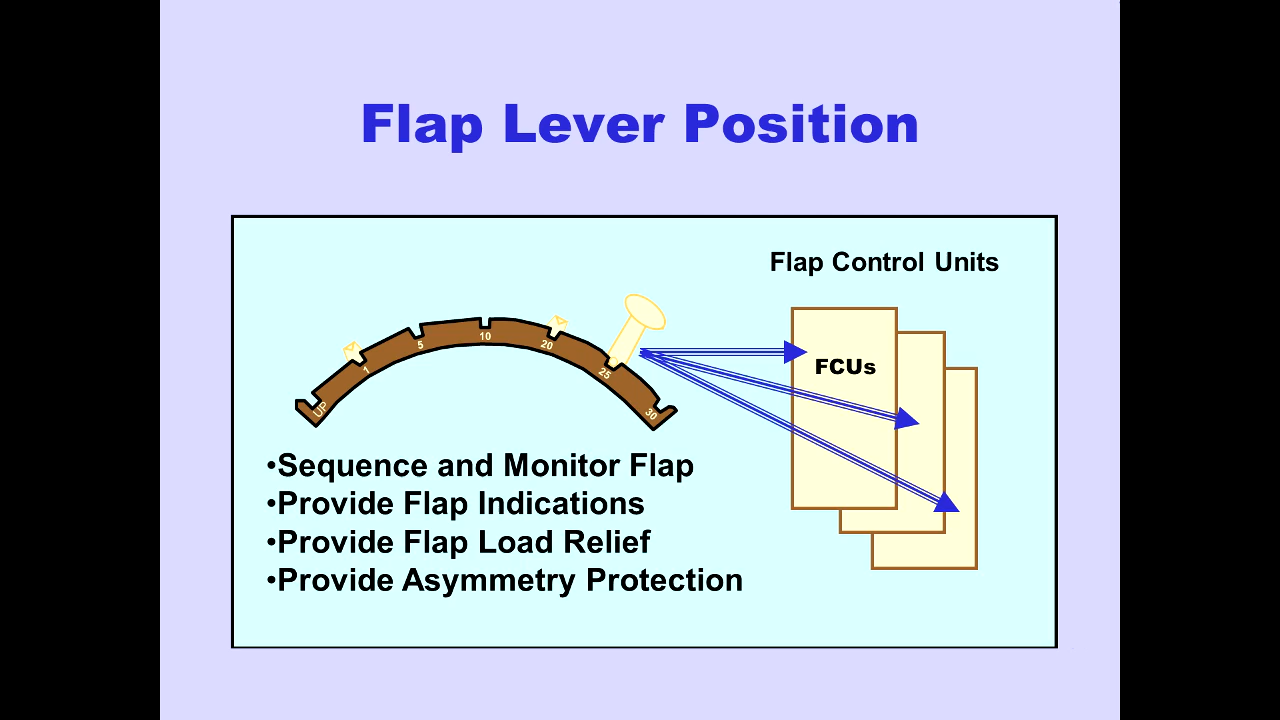 Flap Lever Position
Flap Control Units
UP
1
5
10
20
25
30
FCUs
•Sequence and Monitor Flap
•Provide Flap Indications
•Provide Flap Load Relief
•Provide Asymmetry Protection